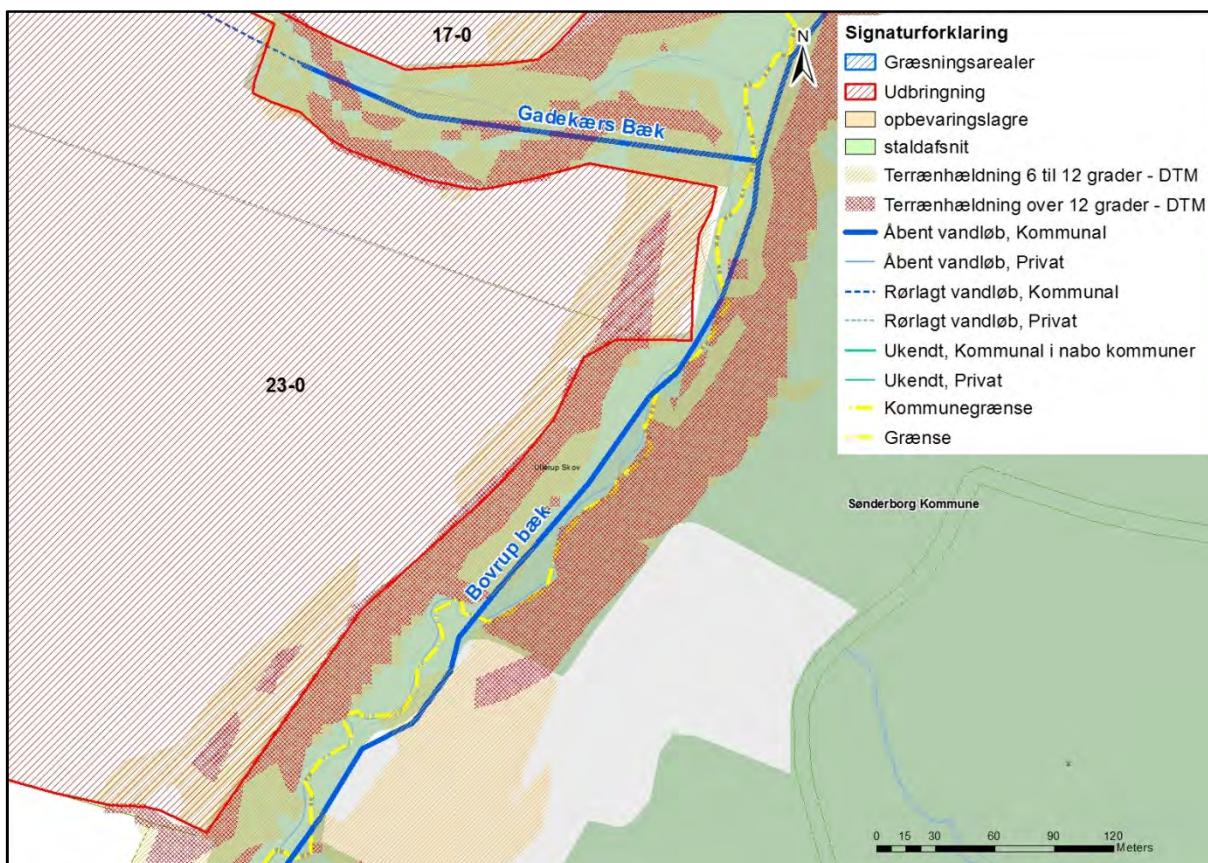 17-0
N
Signaturforklaring
Græsningsarealer
Udbringning
opbevaringslagre
staldafsnit
Terrænhældning 6 til 12 grader - DTM
Terrænhældning over 12 grader - DTM
Åbent vandløb, Kommunal
Åbent vandløb, Privat
Rørlagt vandløb, Kommunal
Rørlagt vandløb, Privat
Ukendt, Kommunal i nabo kommuner
Ukendt, Privat
Kommunegrænse
Grænse
Gadekærs Bæk
23-0
Ullerup Skov
Sønderborg Kommune
Bovrup bæk
0 15 30 60 90 120
Meters